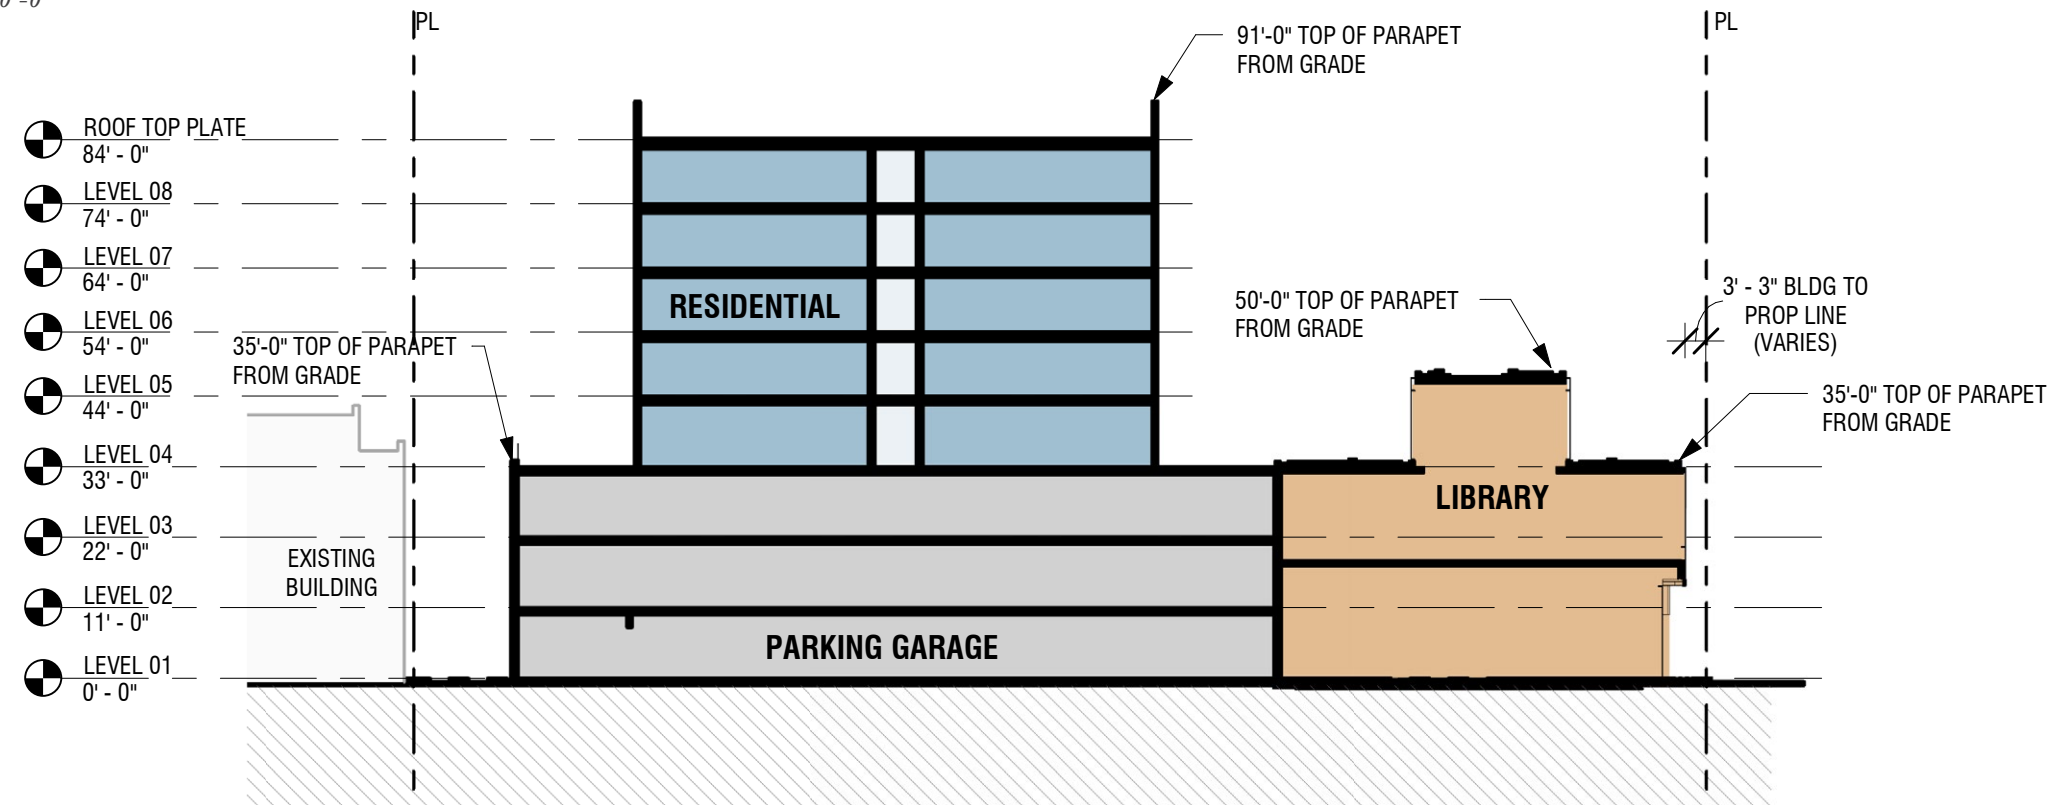 PL
PL
91'-0" TOP OF PARAPET
FROM GRADE
ROOF TOP PLATE
84' - 0"
LEVEL 08
74' - 0"
LEVEL 07
64' - 0"
LEVEL 06
54' - 0"
LEVEL 05
44' - 0"
LEVEL 04
33' - 0"
LEVEL 03
22' - 0"
LEVEL 02
11' - 0"
LEVEL 01
0' - 0"
35'-0" TOP OF PARAPET
FROM GRADE
RESIDENTIAL
50'-0" TOP OF PARAPET
FROM GRADE
3' - 3" BLDG TO
PROP LINE
(VARIES)
35'-0" TOP OF PARAPET
FROM GRADE
EXISTING
BUILDING
LIBRARY
PARKING GARAGE